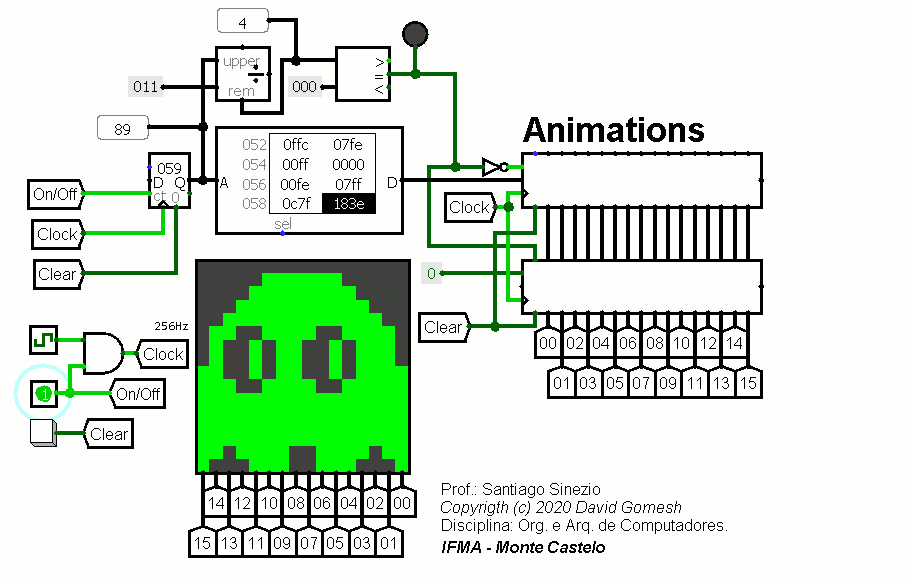 4
upper
011
rem
000
>
=
<
89
Animations
052 0ffc 07fe
054 00ff 0000
056 00fe 07ff
058 0c7f 183e
A
D
sel
059
D Q
ct 0
On/Off
Clock
Clear
Clock
0
Clear
256Hz
Clock
1
On/Off
Clear
00 02 04 06 08 10 12 14
01 03 05 07 09 11 13 15
14 12 10 08 06 04 02 00
15 13 11 09 07 05 03 01
Prof.: Santiago Sinezio
Copyrigth (c) 2020 David Gomesh
Disciplina: Org. e Arq. de Computadores.
IFMA - Monte Castelo